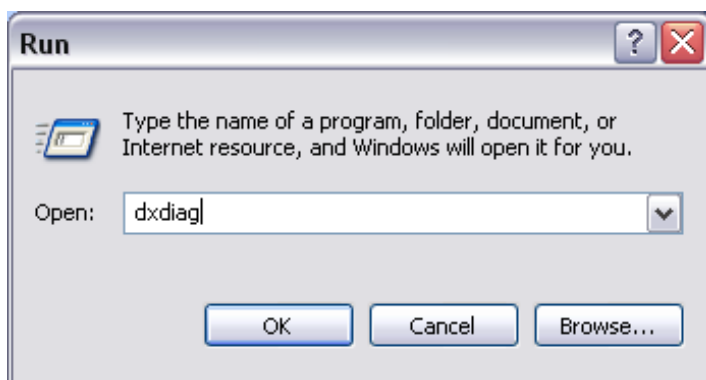 Run
Type the name of a program, folder, document, or
Internet resource, and Windows will open it for you.
Open: dxdiag
OK Cancel Browse...